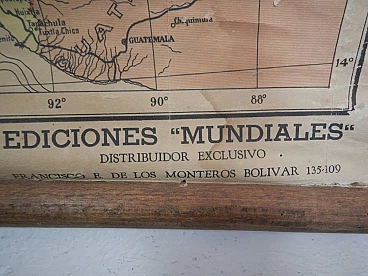 Huixtla
Tapachula
Tuxtla Chico
GUATEMALA
14°
92° 90° 88°
EDICIONES "MUNDIALES"
DISTRIBUIDOR EXCLUSIVO
FRANCISCO E. DE LOS MONTEROS BOLIVAR 135-109